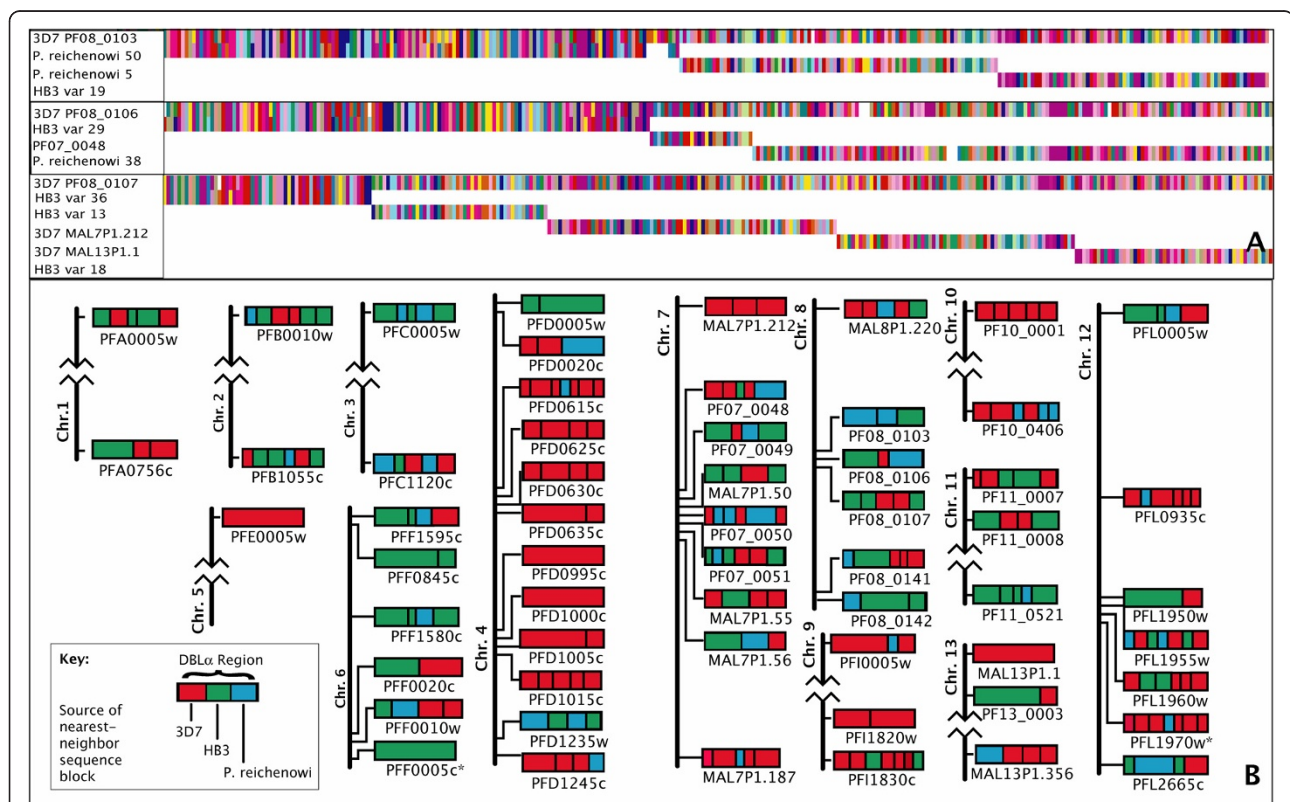 3D7 PF08_0103
P. reichenowi 50
P. reichenowi 5
HB3 var 19
3D7 PF08_0106
HB3 var 29
PF07_0048
P. reichenowi 38
3D7 PF08_0107
HB3 var 36
HB3 var 13
3D7 MAL7P1.212
3D7 MAL13P1.1
HB3 var 18
A
Chr.1
PFA0005w
PFA0756c
Chr. 2
PFB0010w
PFB1055c
Chr. 3
PFC0005w
PFC1120c
Chr. 4
PFD0005w
PFD0020c
PFD0615c
PFD0625c
PFD0630c
PFD0635c
PFD0995c
PFD1000c
PFD1005c
PFD1015c
PFD1235w
PFD1245c
Chr. 5
PFE0005w
Chr. 6
PFF1595c
PFF0845c
PFF1580c
PFF0020c
PFF0010w
PFF0005c*
Chr. 7
MAL7P1.212
PF07_0048
PF07_0049
MAL7P1.50
PF07_0050
PF07_0051
MAL7P1.55
MAL7P1.56
MAL7P1.187
Chr. 8
MAL8P1.220
PF08_0103
PF08_0106
PF08_0107
PF08_0141
PF08_0142
Chr. 9
PFI0005w
PFI1820w
PFI1830c
Chr. 10
PF10_0001
PF10_0406
Chr. 11
PF11_0007
PF11_0008
PF11_0521
Chr. 13
MAL13P1.1
PF13_0003
MAL13P1.356
Chr. 12
PFL0005w
PFL0935c
PFL1950w
PFL1955w
PFL1960w
PFL1970w*
PFL2665c
Key:
DBLα Region
Source of
nearest-
neighbor
sequence
block
3D7
HB3
P. reichenowi
B